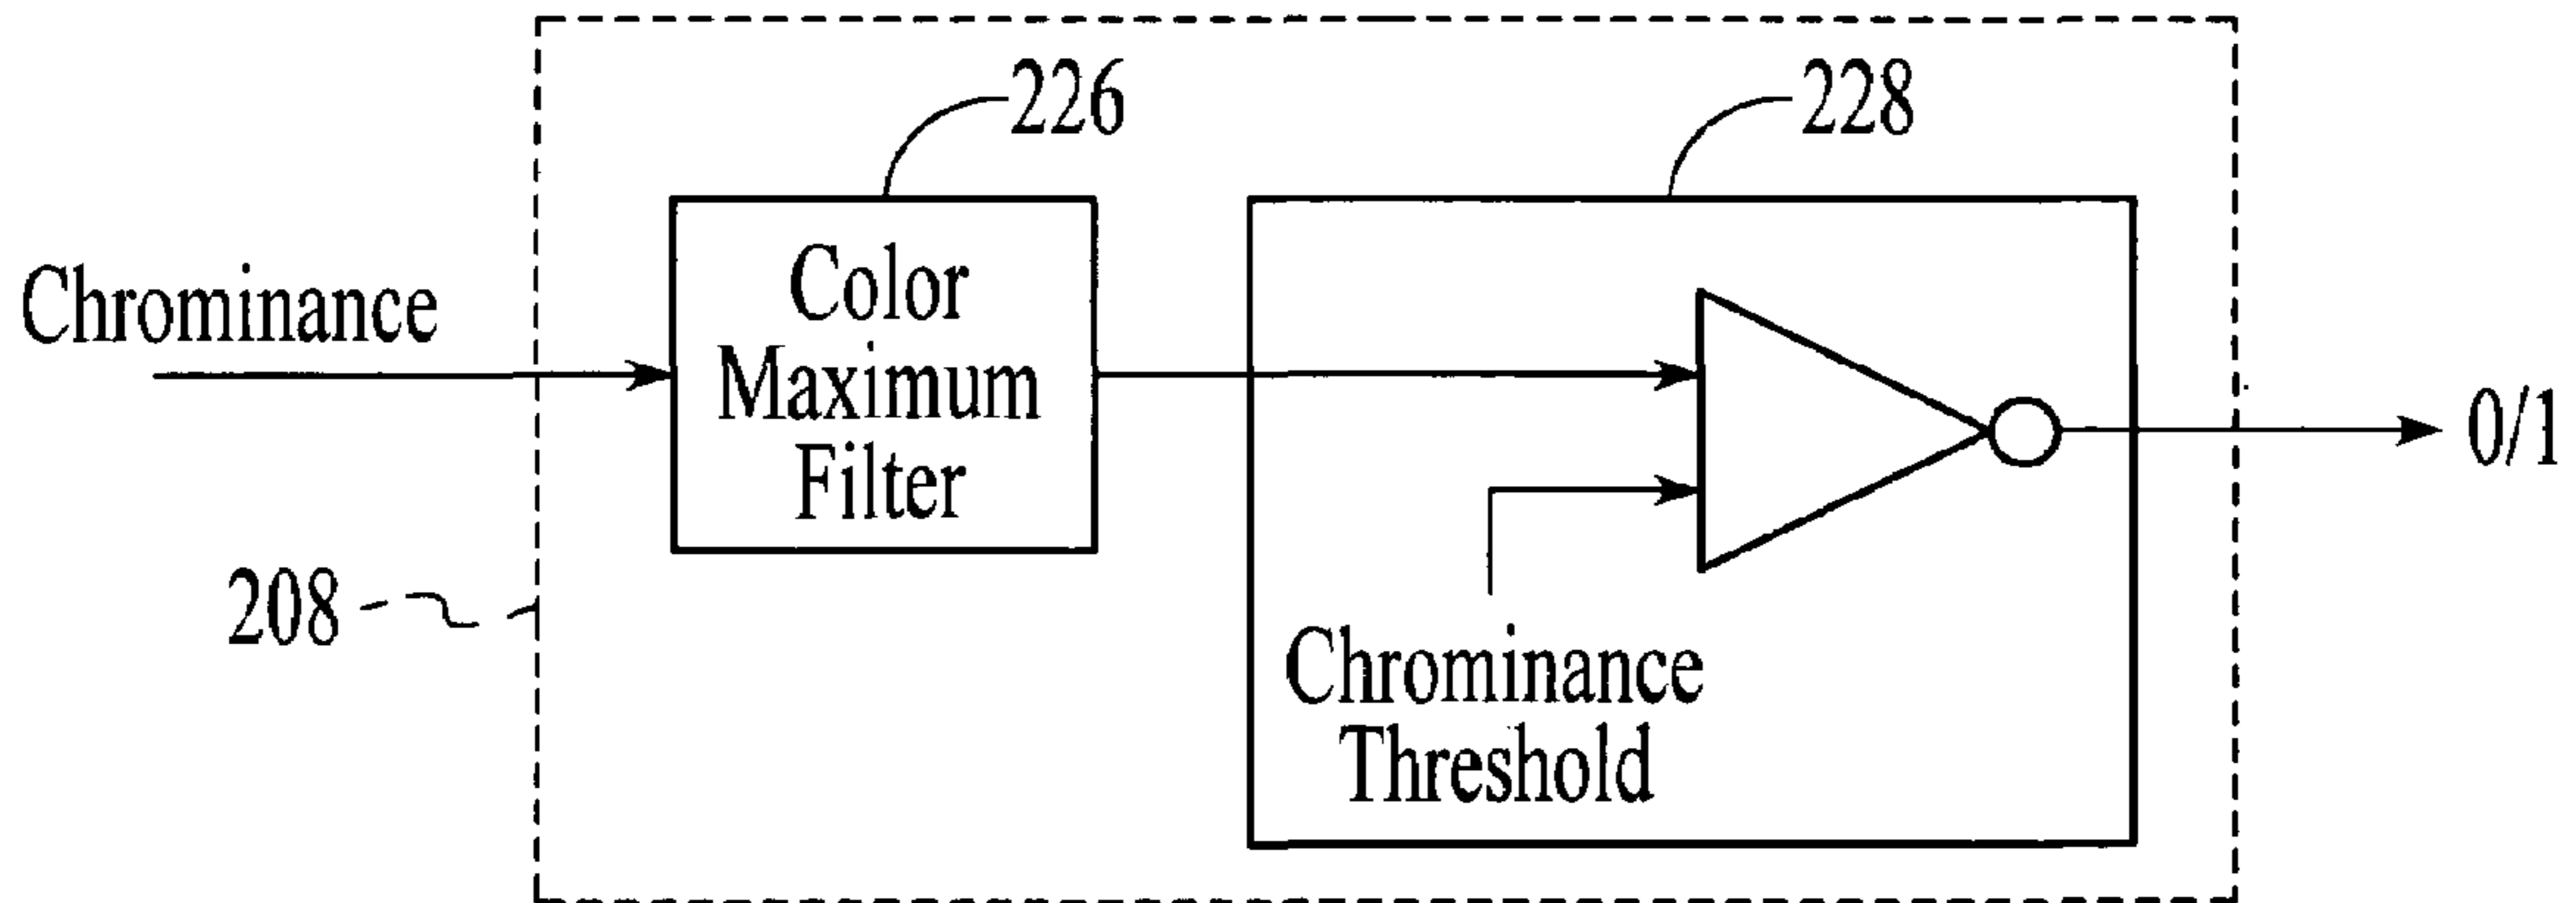 226
228
Chrominance
Color
Maximum
Filter
0/1
208
Chrominance
Threshold